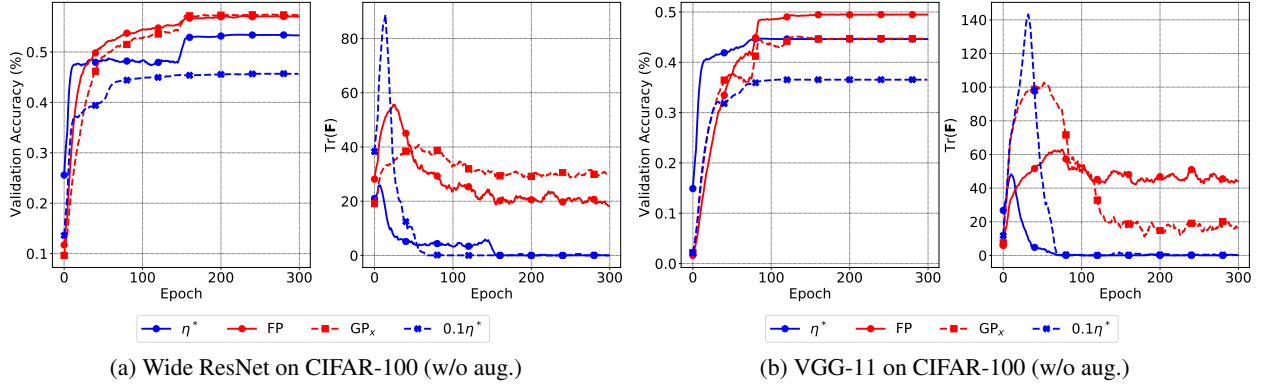 Validation Accuracy (%)
0.5
0.4
0.3
0.2
0.1
0 100 200 300
Epoch
Tr(F)
80
60
40
20
0
0 100 200 300
Epoch
η* FP GPₓ 0.1η*
(a) Wide ResNet on CIFAR-100 (w/o aug.)
Validation Accuracy (%)
0.5
0.4
0.3
0.2
0.1
0.0
0 100 200 300
Epoch
Tr(F)
140
120
100
80
60
40
20
0
0 100 200 300
Epoch
η* FP GPₓ 0.1η*
(b) VGG-11 on CIFAR-100 (w/o aug.)